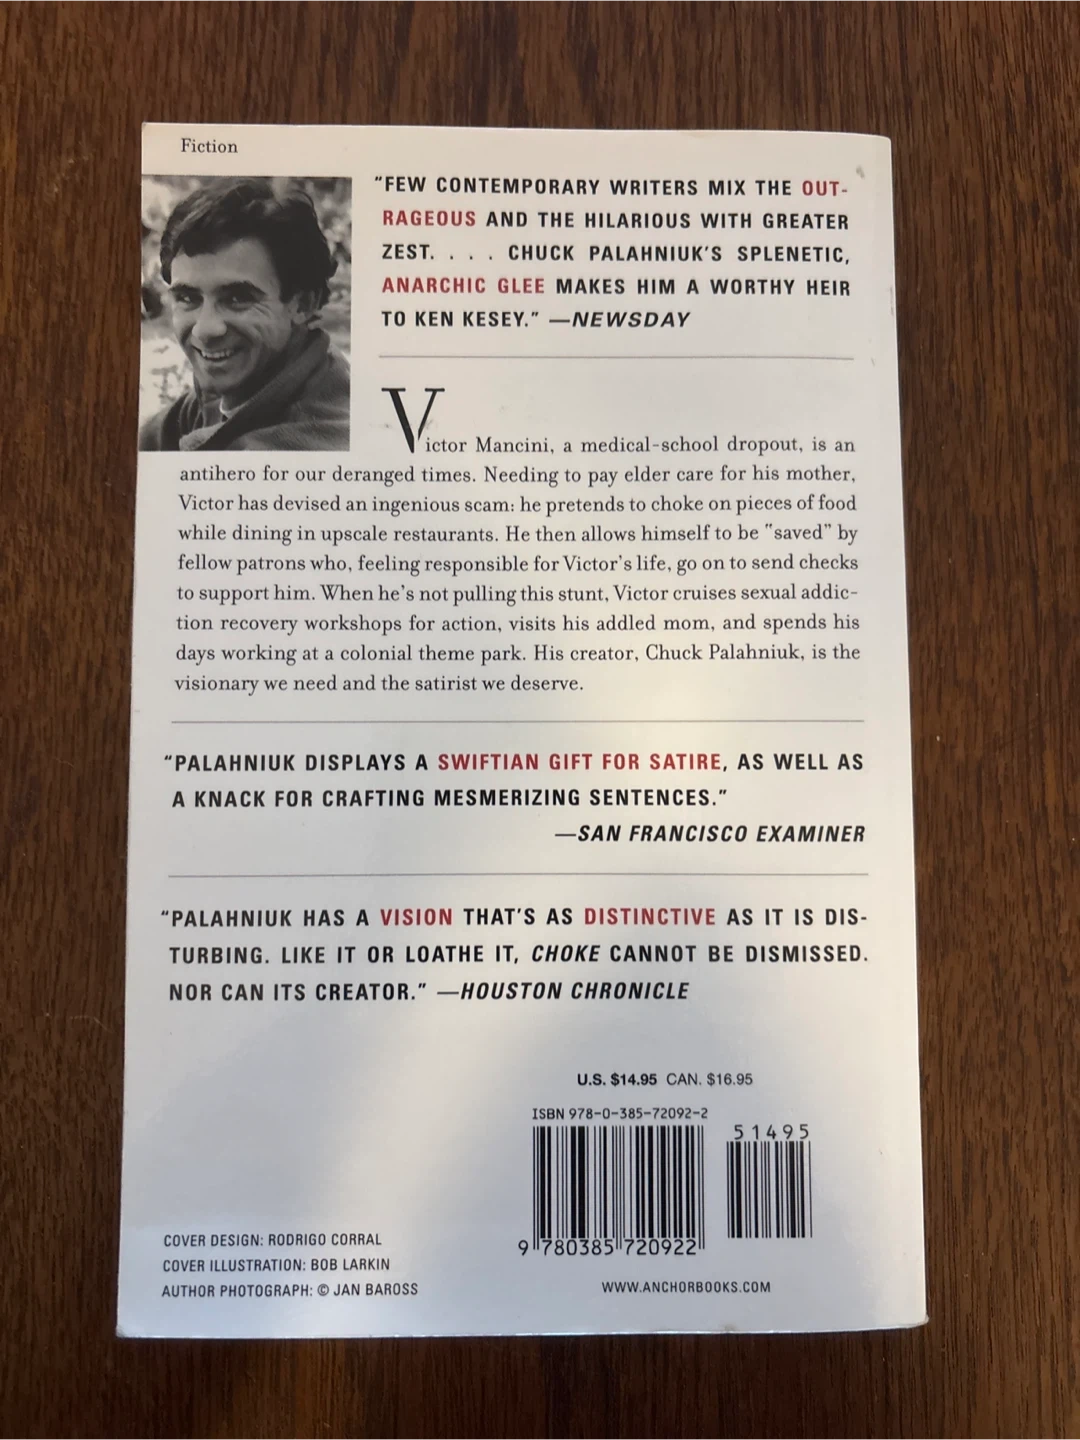 Fiction
"FEW CONTEMPORARY WRITERS MIX THE OUT-
RAGEOUS AND THE HILARIOUS WITH GREATER
ZEST. . . . CHUCK PALAHNIUK'S SPLENETIC,
ANARCHIC GLEE MAKES HIM A WORTHY HEIR
TO KEN KESEY." —NEWSDAY
Victor Mancini, a medical-school dropout, is an
antihero for our deranged times. Needing to pay elder care for his mother,
Victor has devised an ingenious scam: he pretends to choke on pieces of food
while dining in upscale restaurants. He then allows himself to be "saved" by
fellow patrons who, feeling responsible for Victor's life, go on to send checks
to support him. When he's not pulling this stunt, Victor cruises sexual addic-
tion recovery workshops for action, visits his addled mom, and spends his
days working at a colonial theme park. His creator, Chuck Palahniuk, is the
visionary we need and the satirist we deserve.
"PALAHNIUK DISPLAYS A SWIFTIAN GIFT FOR SATIRE, AS WELL AS
A KNACK FOR CRAFTING MESMERIZING SENTENCES."
—SAN FRANCISCO EXAMINER
"PALAHNIUK HAS A VISION THAT'S AS DISTINCTIVE AS IT IS DIS-
TURBING. LIKE IT OR LOATHE IT, CHOKE CANNOT BE DISMISSED.
NOR CAN ITS CREATOR." —HOUSTON CHRONICLE
U.S. $14.95 CAN. $16.95
ISBN 978-0-385-72092-2
51495
9 780385 720922
COVER DESIGN: RODRIGO CORRAL
COVER ILLUSTRATION: BOB LARKIN
AUTHOR PHOTOGRAPH: © JAN BAROSS
WWW.ANCHORBOOKS.COM